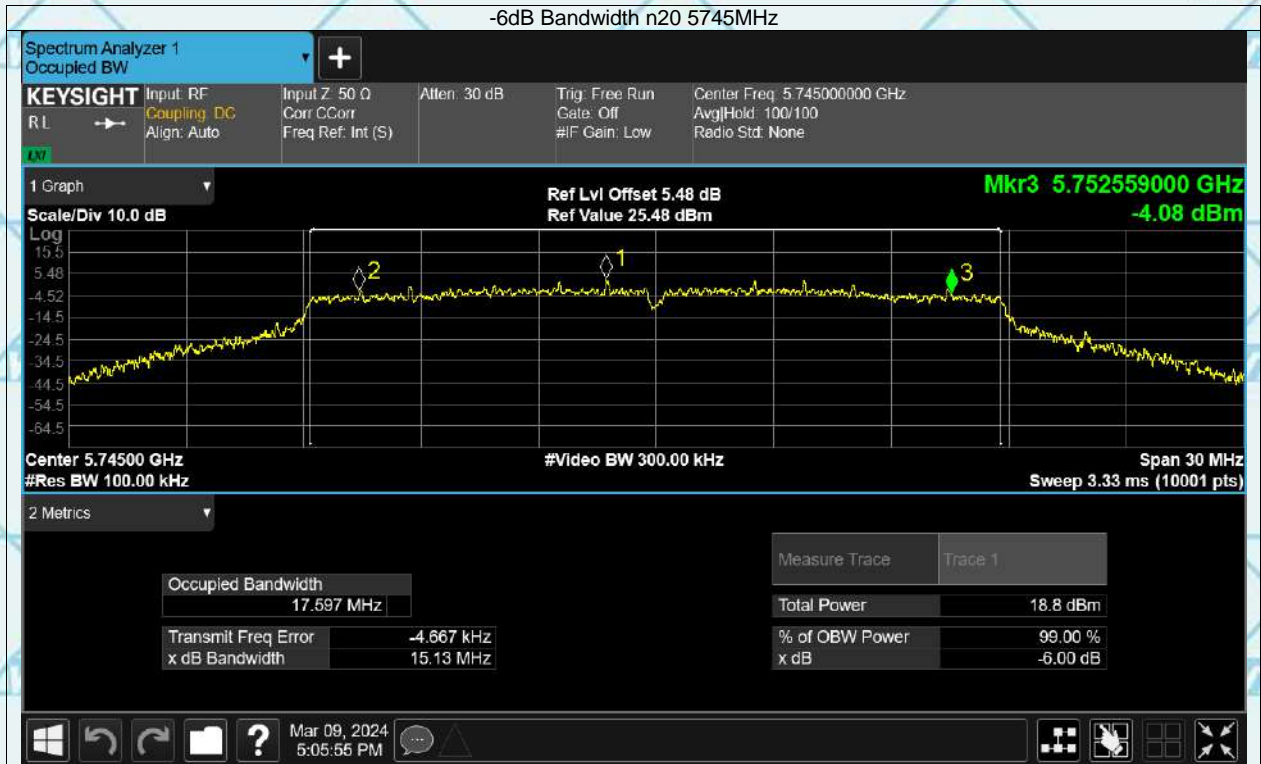 -6dB Bandwidth n20 5745MHz
Spectrum Analyzer 1
Occupied BW
KEYSIGHT
RL
LXI
Input: RF
Coupling: DC
Align: Auto
Input Z: 50 Ω
Corr CCorr
Freq Ref: Int (S)
Atten: 30 dB
Trig: Free Run
Gate: Off
#IF Gain: Low
Center Freq: 5.745000000 GHz
Avg|Hold: 100/100
Radio Std: None
1 Graph
Scale/Div 10.0 dB
Ref Lvl Offset 5.48 dB
Ref Value 25.48 dBm
Mkr3 5.752559000 GHz
-4.08 dBm
Log
15.5
5.48
-4.52
-14.5
-24.5
-34.5
-44.5
-54.5
-64.5
2
1
3
Center 5.74500 GHz
#Res BW 100.00 kHz
#Video BW 300.00 kHz
Span 30 MHz
Sweep 3.33 ms (10001 pts)
2 Metrics
Measure Trace Trace 1
Occupied Bandwidth
17.597 MHz
Total Power 18.8 dBm
Transmit Freq Error -4.667 kHz
% of OBW Power 99.00 %
x dB Bandwidth 15.13 MHz
x dB -6.00 dB
?
Mar 09, 2024
5:05:55 PM